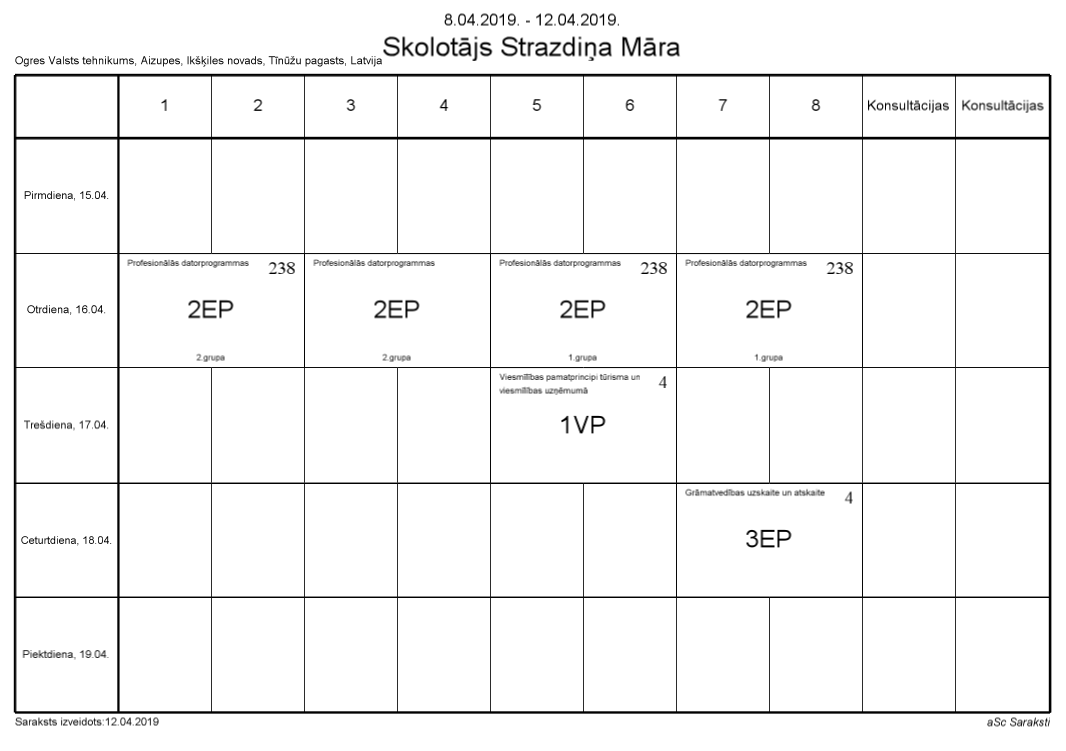 8.04.2019. - 12.04.2019.
Skolotājs Strazdiņa Māra
Ogres Valsts tehnikums, Aizupes, Ikšķiles novads, Tīnūžu pagasts, Latvija
1 2 3 4 5 6 7 8 Konsultācijas Konsultācijas
Pirmdiena, 15.04.
Otrdiena, 16.04.
Profesionālās datorprogrammas 238
2EP
2.grupa
Profesionālās datorprogrammas
2EP
2.grupa
Profesionālās datorprogrammas 238
2EP
1.grupa
Profesionālās datorprogrammas 238
2EP
1.grupa
Trešdiena, 17.04.
Viesmīlības pamatprincipi tūrisma un 4
viesmīlības uzņēmumā
1VP
Ceturtdiena, 18.04.
Grāmatvedības uzskaite un atskaite 4
3EP
Piektdiena, 19.04.
Saraksts izveidots:12.04.2019
aSc Saraksti